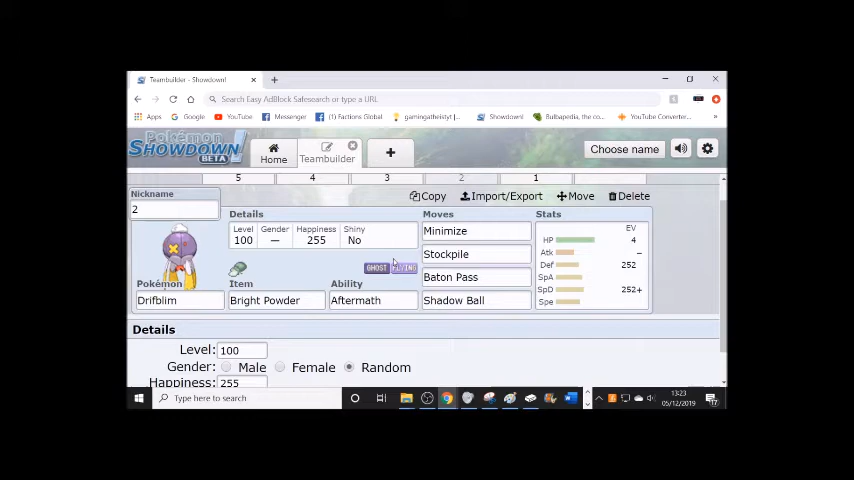 Teambuilder - Showdown!
Search Easy AdBlock Safesearch or type a URL
Apps Google YouTube Messenger (1) Factions Global gamingatheistyt |... Showdown! Bulbapedia, the co... YouTube Converter...
Pokémon
SHOWDOWN!
BETA
Home
Teambuilder
Choose name
5 4 3 2 1
Copy Import/Export Move Delete
Nickname
2
Details
Level Gender Happiness Shiny
100 — 255 No
GHOST FLYING
Pokémon
Drifblim
Item
Bright Powder
Ability
Aftermath
Moves
Minimize
Stockpile
Baton Pass
Shadow Ball
Stats
EV
HP 4
Atk –
Def 252
SpA
SpD 252+
Spe
Details
Level: 100
Gender: Male Female Random
Happiness: 255
Type here to search
13:23
05/12/2019
17